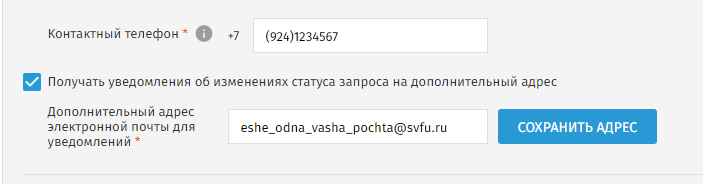 Контактный телефон * i +7 (924)1234567
Получать уведомления об изменениях статуса запроса на дополнительный адрес
Дополнительный адрес
электронной почты для
уведомлений *
eshe_odna_vasha_pochta@svfu.ru
СОХРАНИТЬ АДРЕС